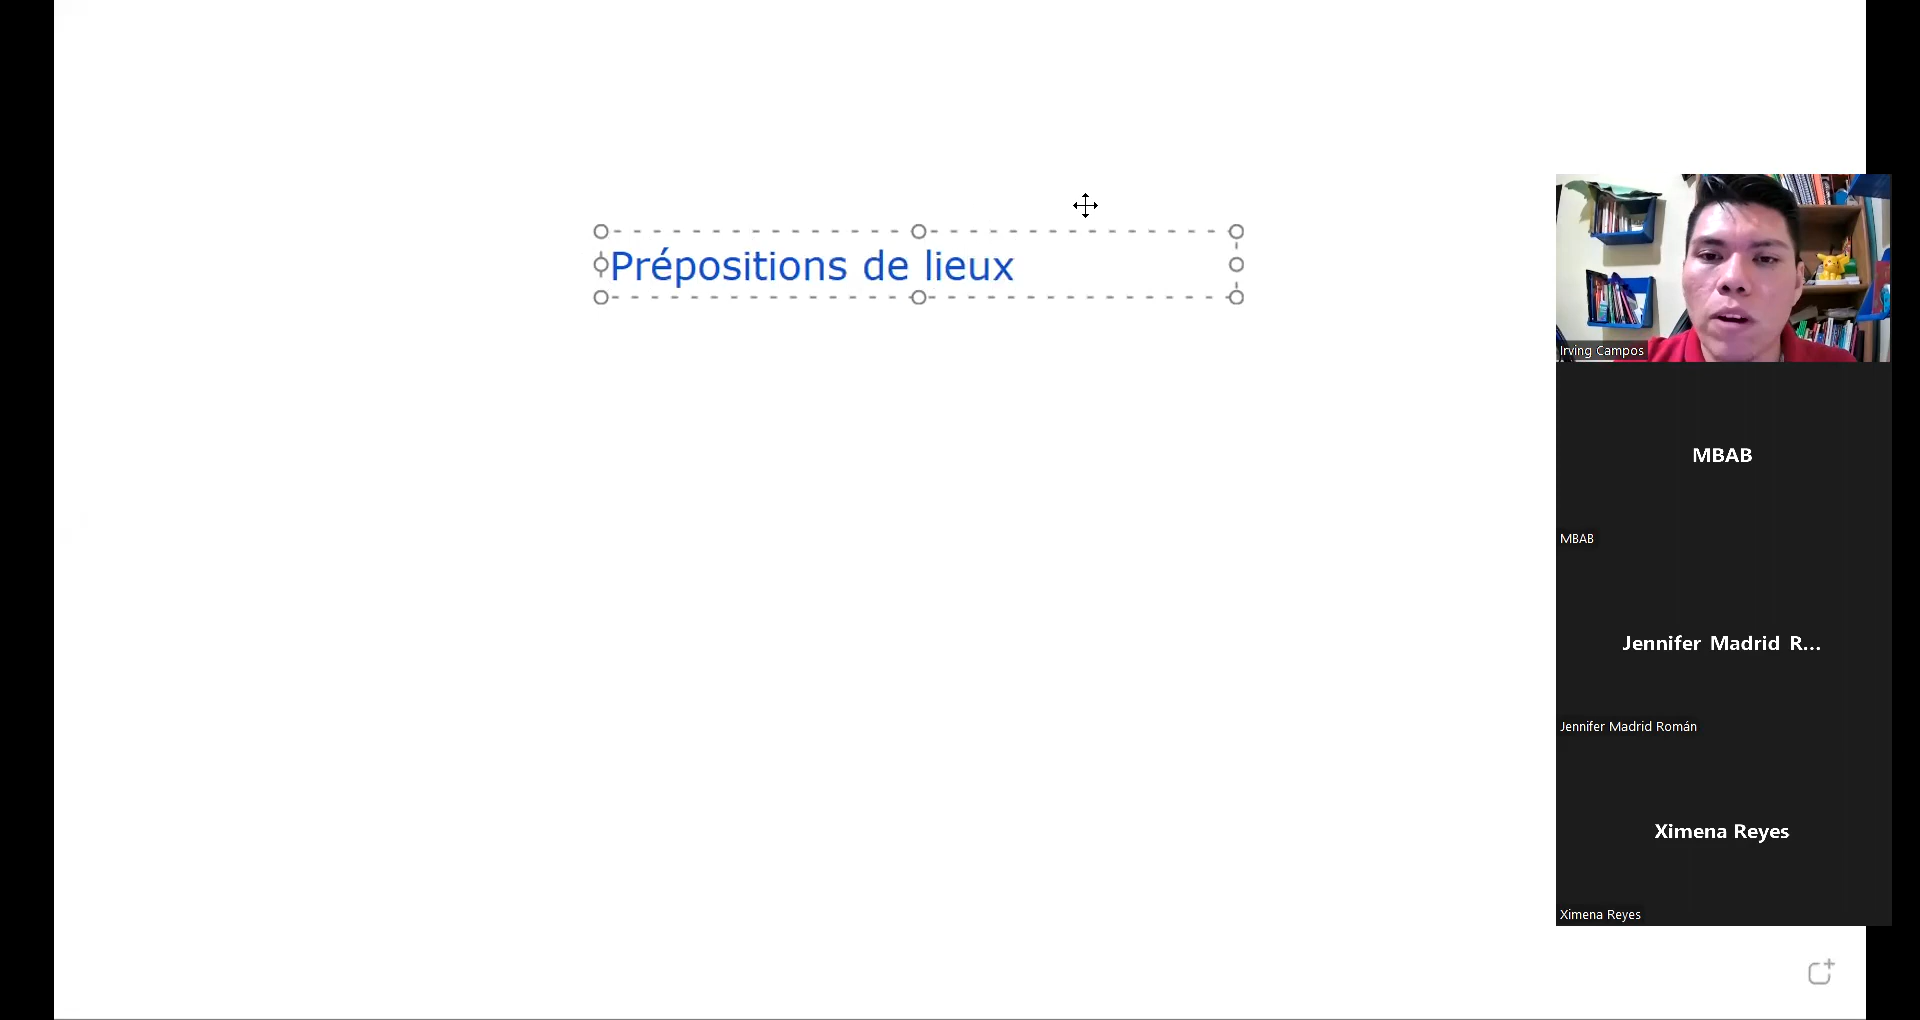 Prépositions de lieux
Irving Campos
MBAB
MBAB
Jennifer Madrid R...
Jennifer Madrid Román
Ximena Reyes
Ximena Reyes